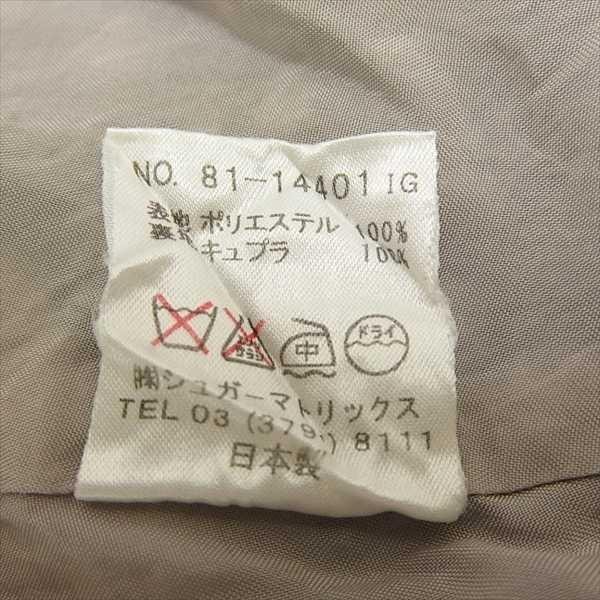 NO. 81-14401 IG
表地 ポリエステル 100%
裏地 キュプラ 100%
中 ドライ
㈱シュガーマトリックス
TEL 03 (379 ) 8111
日本製